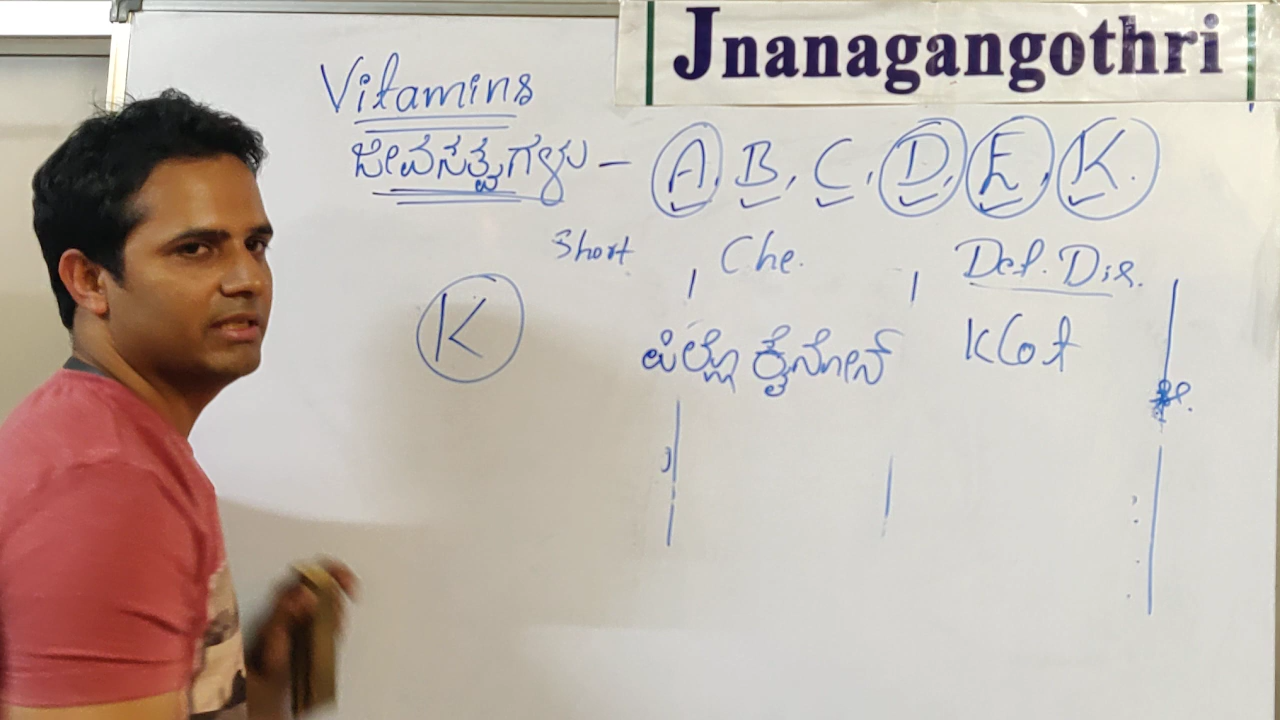 Jnanagangothri
Vitamins
ಜೀವಸತ್ವಗಳು – A, B, C, D, E, K.
Short Che. Def. Dis.
K ಪಿಲ್ಲೊಕ್ವೈನೋನ್ KCot